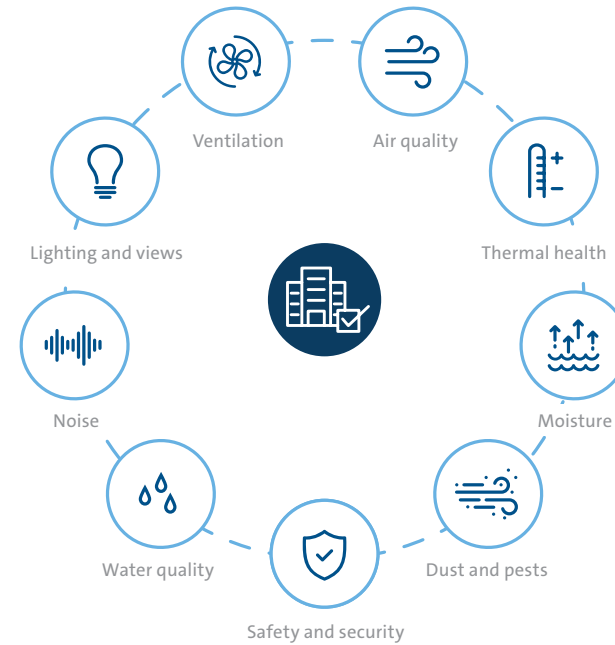 Ventilation
Air quality
Lighting and views
Thermal health
Noise
Moisture
Water quality
Dust and pests
Safety and security